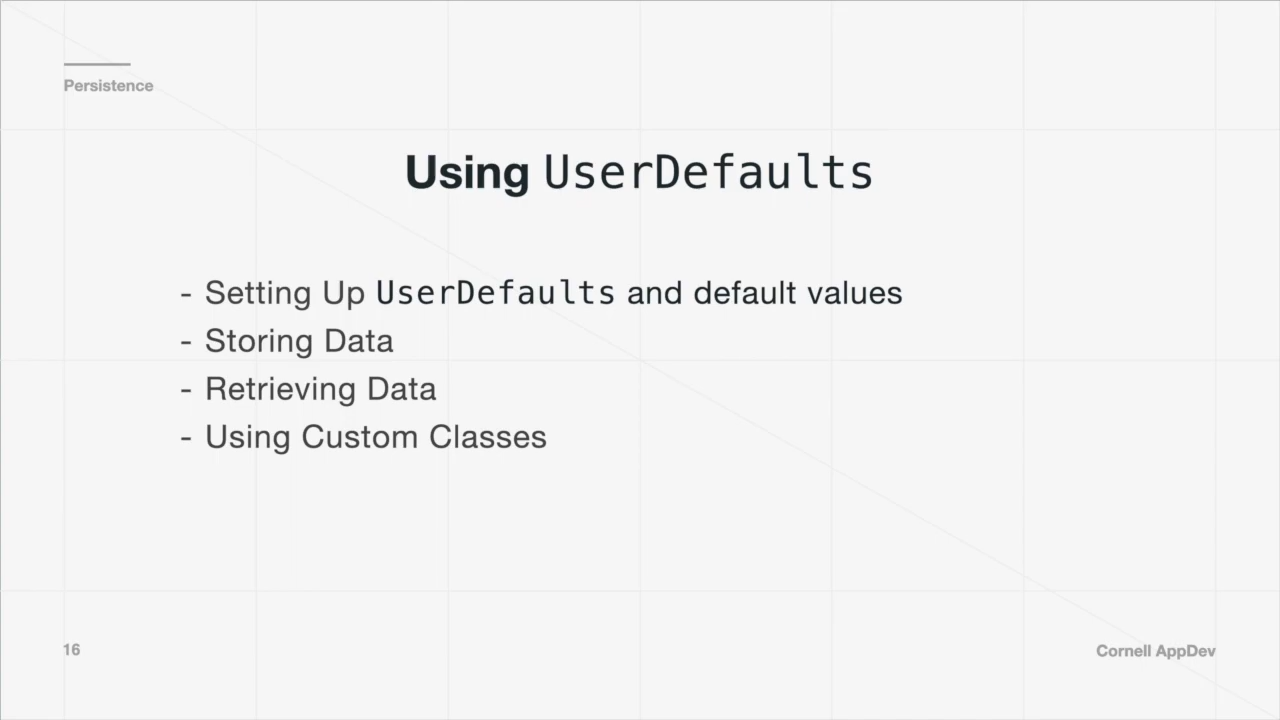 Persistence
Using UserDefaults
- Setting Up UserDefaults and default values
- Storing Data
- Retrieving Data
- Using Custom Classes
16
Cornell AppDev